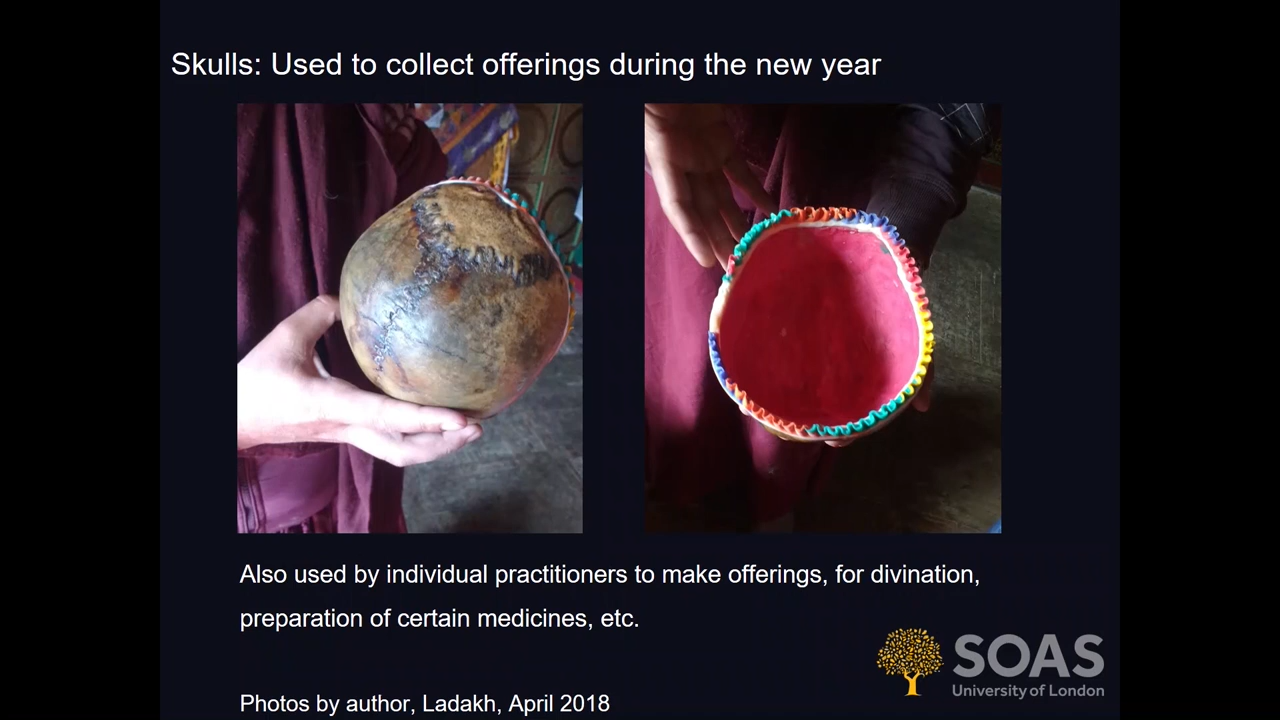 Skulls: Used to collect offerings during the new year
Also used by individual practitioners to make offerings, for divination,
preparation of certain medicines, etc.
SOAS
University of London
Photos by author, Ladakh, April 2018